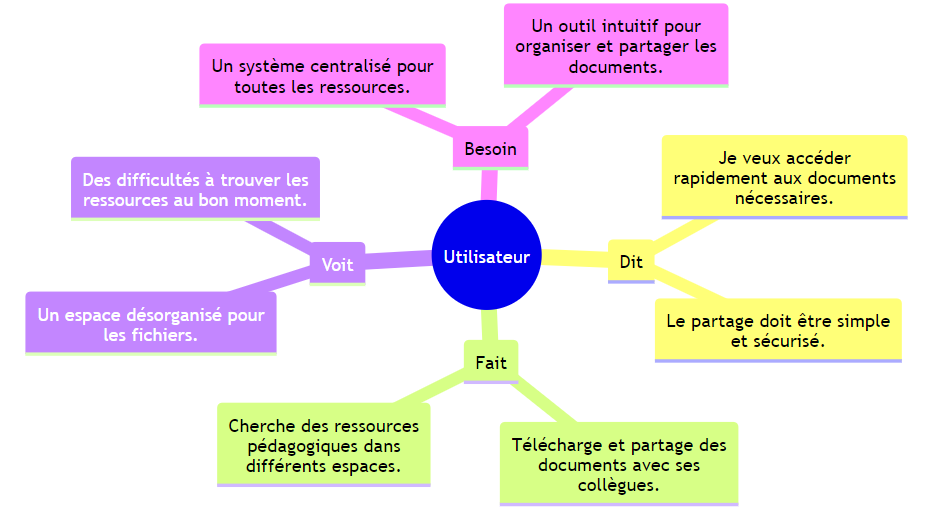 Un outil intuitif pour
organiser et partager les
documents.
Un système centralisé pour
toutes les ressources.
Besoin
Je veux accéder
rapidement aux documents
nécessaires.
Des difficultés à trouver les
ressources au bon moment.
Utilisateur
Dit
Voit
Un espace désorganisé pour
les fichiers.
Le partage doit être simple
et sécurisé.
Fait
Cherche des ressources
pédagogiques dans
différents espaces.
Télécharge et partage des
documents avec ses
collègues.